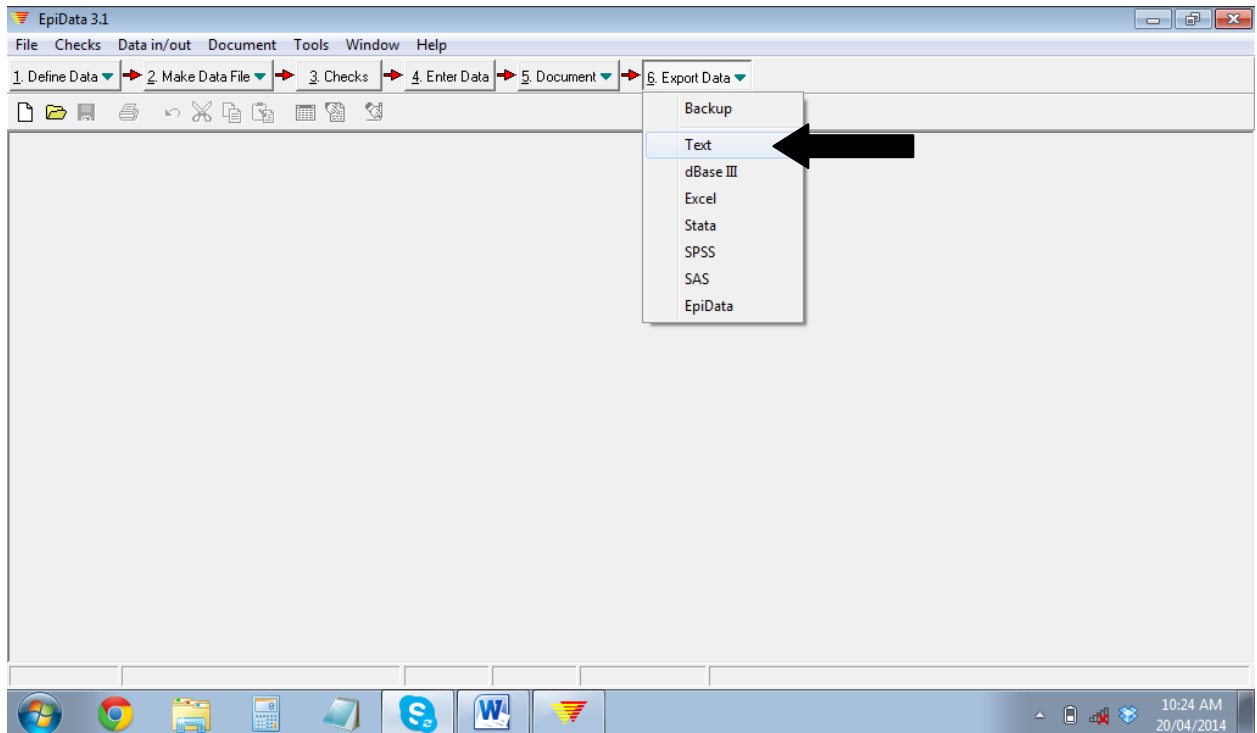 EpiData 3.1
File Checks Data in/out Document Tools Window Help
1. Define Data 2. Make Data File 3. Checks 4. Enter Data 5. Document 6. Export Data
Backup
Text
dBase III
Excel
Stata
SPSS
SAS
EpiData
10:24 AM
20/04/2014